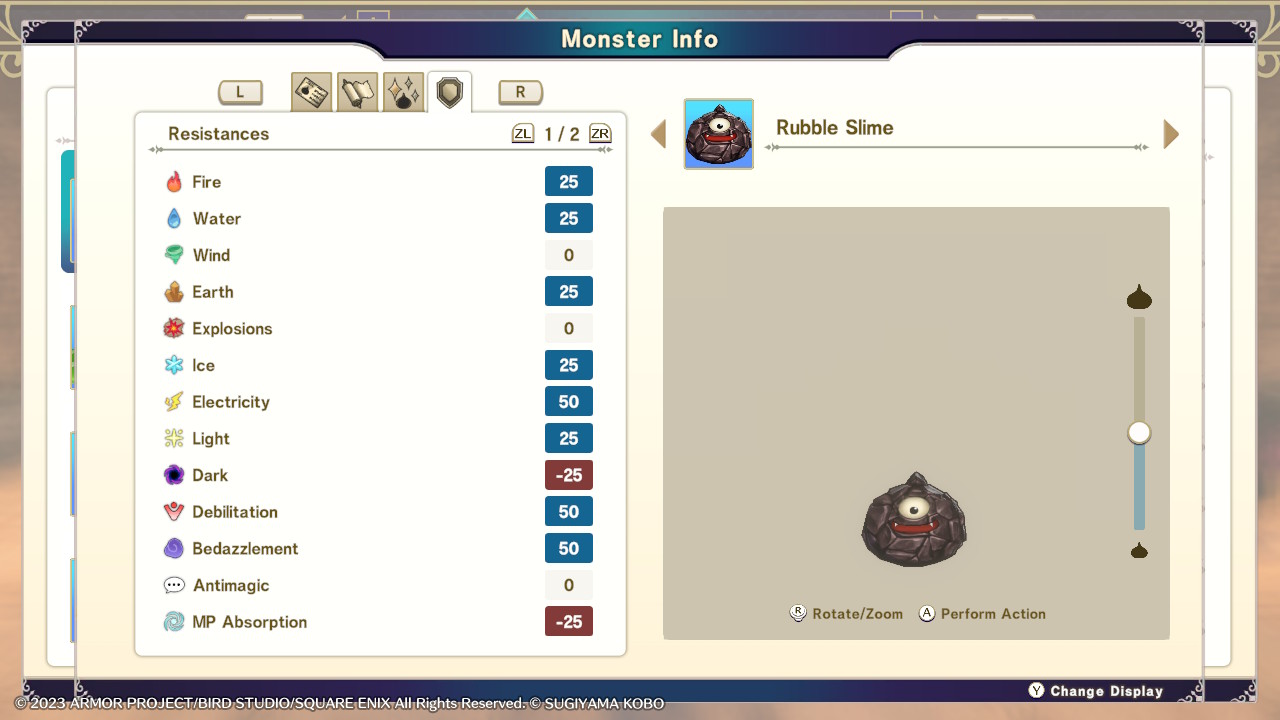 Monster Info
L
R
Resistances
ZL 1 / 2 ZR
Fire 25
Water 25
Wind 0
Earth 25
Explosions 0
Ice 25
Electricity 50
Light 25
Dark -25
Debilitation 50
Bedazzlement 50
Antimagic 0
MP Absorption -25
Rubble Slime
R Rotate/Zoom A Perform Action
Y Change Display
© 2023 ARMOR PROJECT/BIRD STUDIO/SQUARE ENIX All Rights Reserved. © SUGIYAMA KOBO